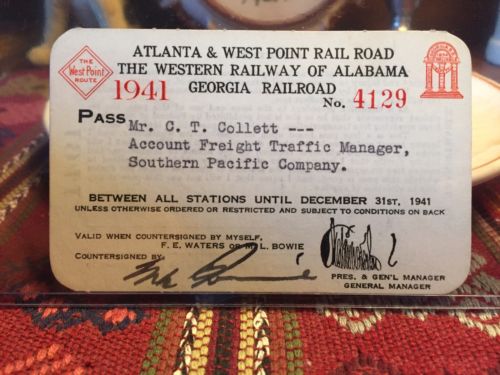 THE
West Point
ROUTE
ATLANTA & WEST POINT RAIL ROAD
THE WESTERN RAILWAY OF ALABAMA
GEORGIA RAILROAD
1941
No. 4129
PASS
Mr. C. T. Collett ---
Account Freight Traffic Manager,
Southern Pacific Company.
BETWEEN ALL STATIONS UNTIL DECEMBER 31ST, 1941
UNLESS OTHERWISE ORDERED OR RESTRICTED AND SUBJECT TO CONDITIONS ON BACK
VALID WHEN COUNTERSIGNED BY MYSELF,
F. E. WATERS OR M. L. BOWIE
COUNTERSIGNED BY
PRES. & GEN'L MANAGER
GENERAL MANAGER